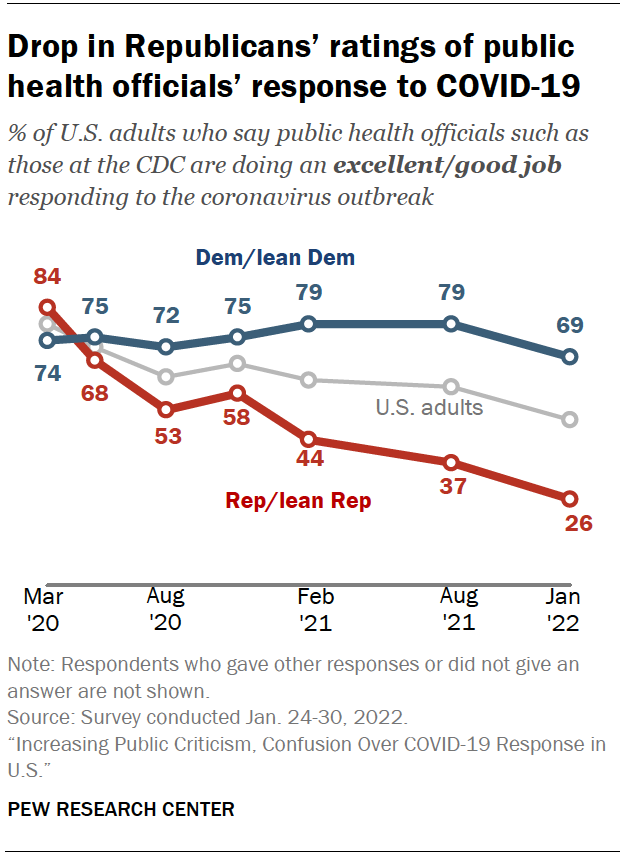 Drop in Republicans’ ratings of public
health officials’ response to COVID-19
% of U.S. adults who say public health officials such as
those at the CDC are doing an excellent/good job
responding to the coronavirus outbreak
Dem/lean Dem
84
75
72
75
79
79
69
74
68
53
58
44
37
26
U.S. adults
Rep/lean Rep
Mar
'20
Aug
'20
Feb
'21
Aug
'21
Jan
'22
Note: Respondents who gave other responses or did not give an
answer are not shown.
Source: Survey conducted Jan. 24-30, 2022.
“Increasing Public Criticism, Confusion Over COVID-19 Response in
U.S.”
PEW RESEARCH CENTER